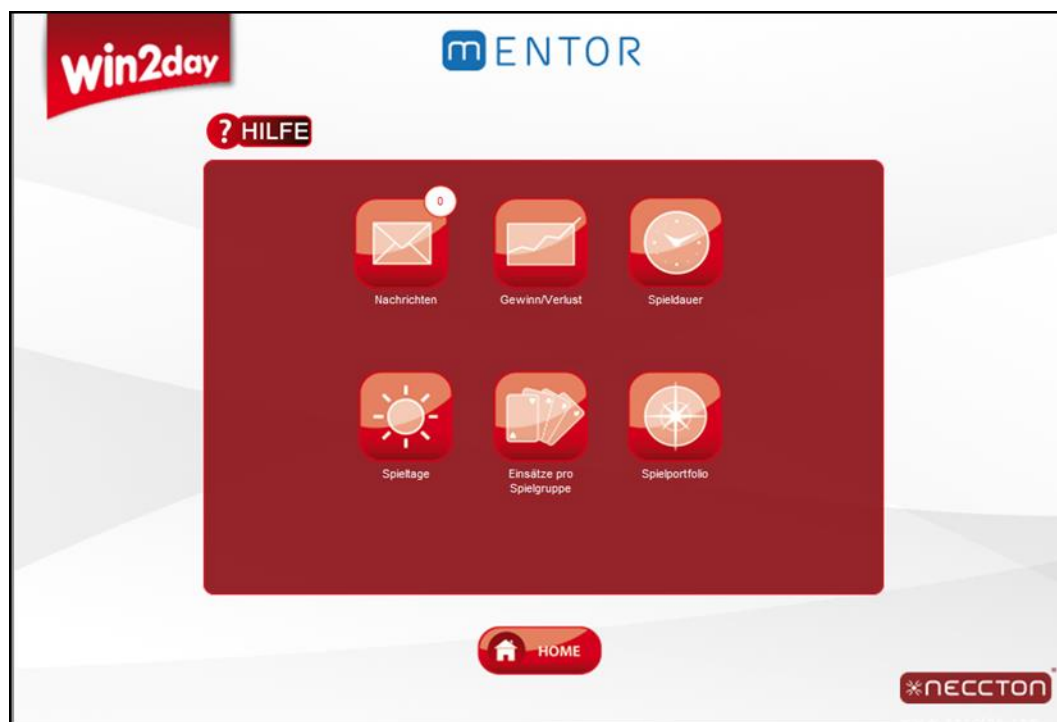 win2day
mENTOR
? HILFE
0
Nachrichten
Gewinn/Verlust
Spieldauer
Spieltage
Einsätze pro
Spielgruppe
Spielportfolio
HOME
NECCTON®